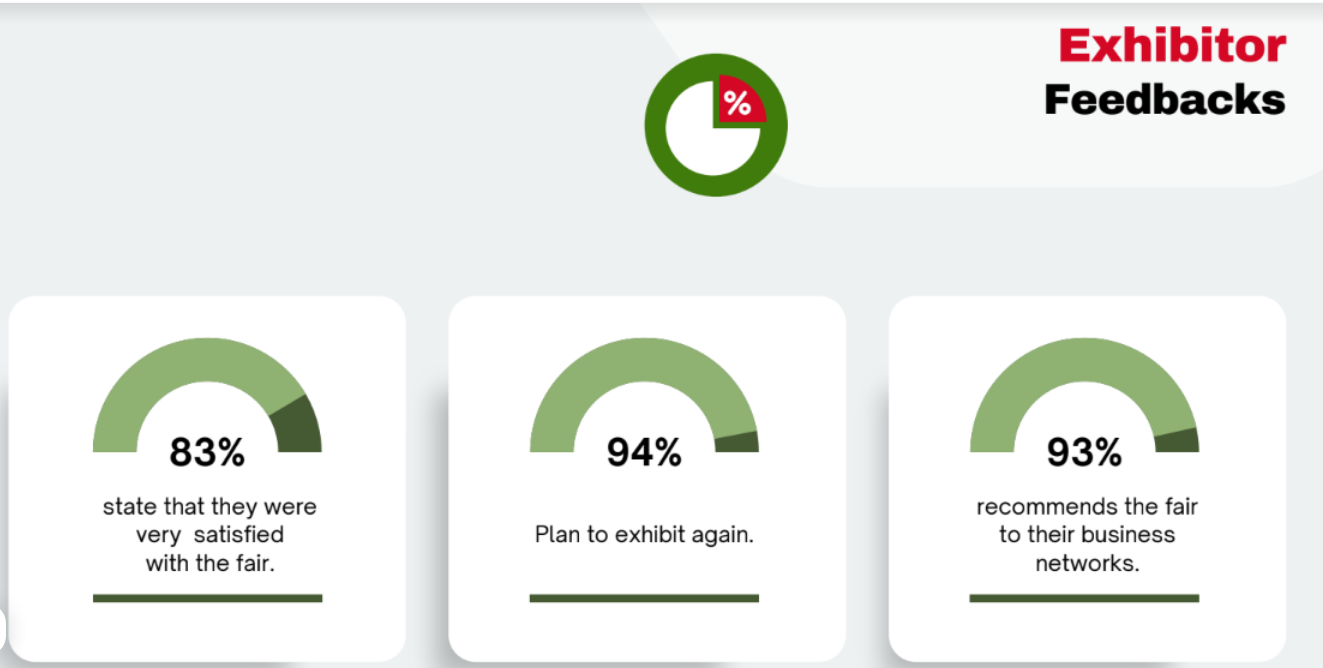 Exhibitor
Feedbacks
%
83%
state that they were
very satisfied
with the fair.
94%
Plan to exhibit again.
93%
recommends the fair
to their business
networks.